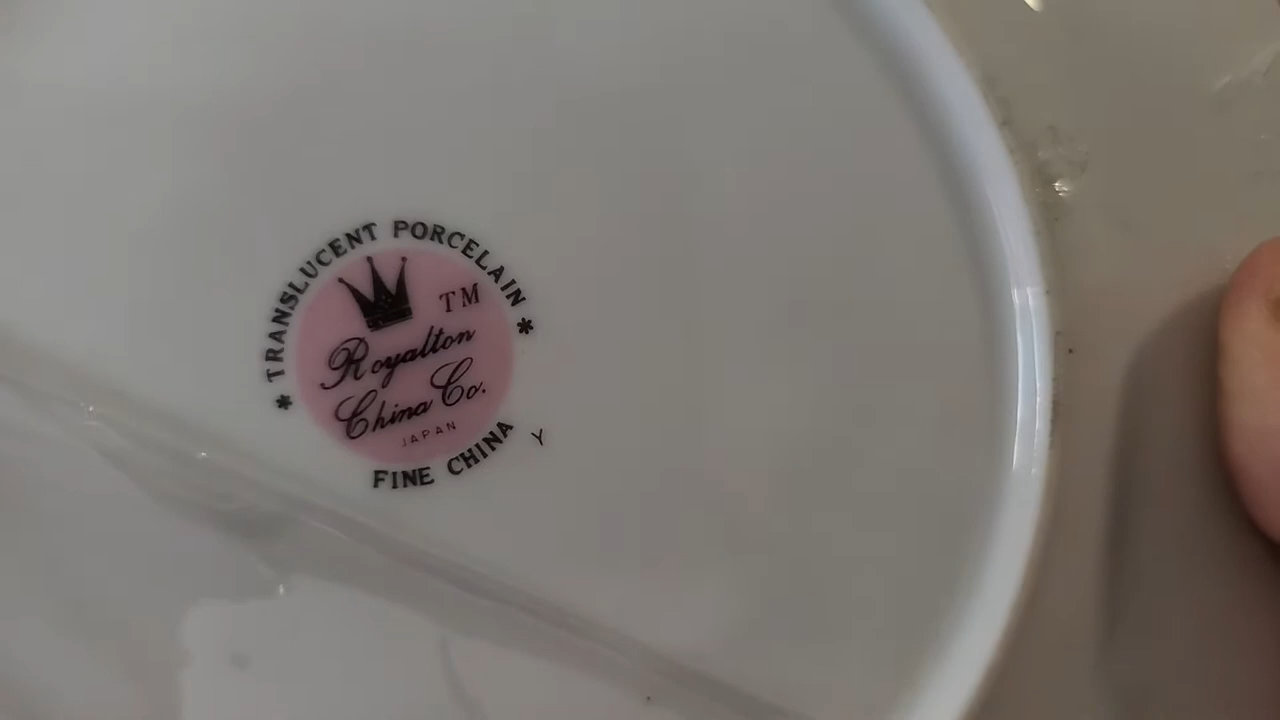 * TRANSLUCENT PORCELAIN *
TM
Royalton
China Co.
JAPAN
FINE CHINA
Y